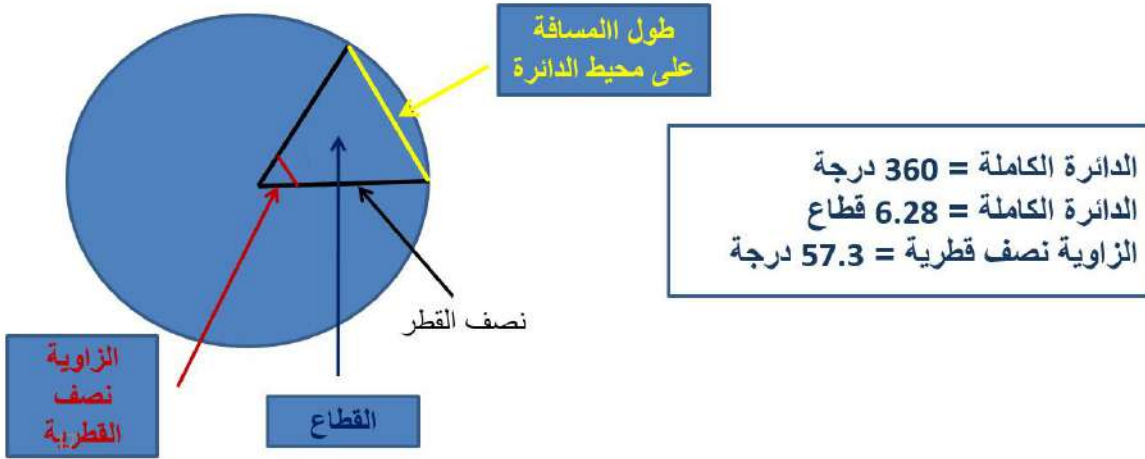 طول االمسافة
على محيط الدائرة
الدائرة الكاملة = 360 درجة
الدائرة الكاملة = 6.28 قطاع
الزاوية نصف قطرية = 57.3 درجة
نصف القطر
الزاوية
نصف
القطرية
القطاع